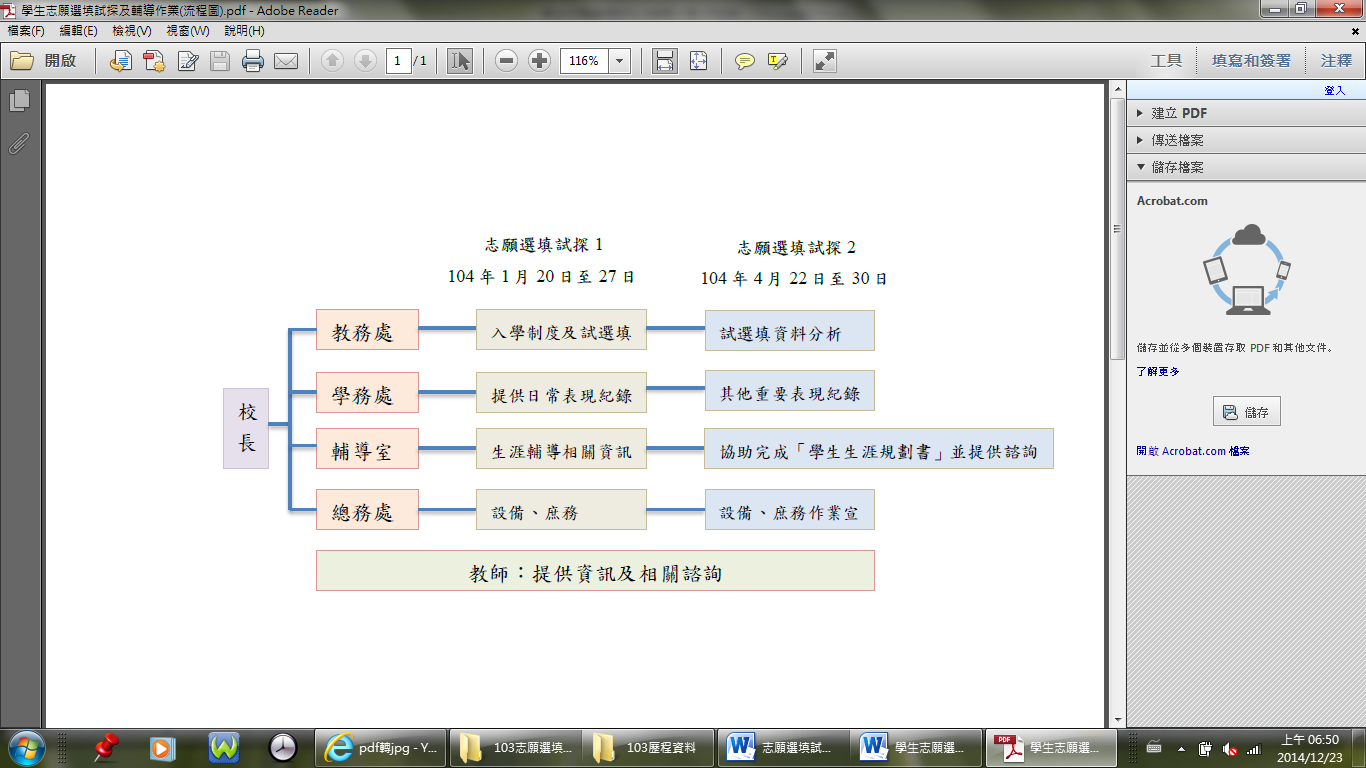 學生志願選填試探及輔導作業(流程圖).pdf - Adobe Reader
檔案(F) 編輯(E) 檢視(V) 視窗(W) 說明(H)
開啟 1 / 1 116% 工具 填寫和簽署 注釋
登入
建立 PDF
傳送檔案
儲存檔案
Acrobat.com
儲存並從多個裝置存取 PDF 和其他文件。
了解更多
儲存
開啟 Acrobat.com 檔案
志願選填試探 1
104 年 1 月 20 日至 27 日
志願選填試探 2
104 年 4 月 22 日至 30 日
校長
教務處 入學制度及試選填 試選填資料分析
學務處 提供日常表現紀錄 其他重要表現紀錄
輔導室 生涯輔導相關資訊 協助完成「學生生涯規劃書」並提供諮詢
總務處 設備、庶務 設備、庶務作業宣
教師：提供資訊及相關諮詢
pdf轉jpg - Y... 103志願選填... 103歷程資料 志願選填試... 學生志願選... 學生志願選...
上午 06:50
2014/12/23